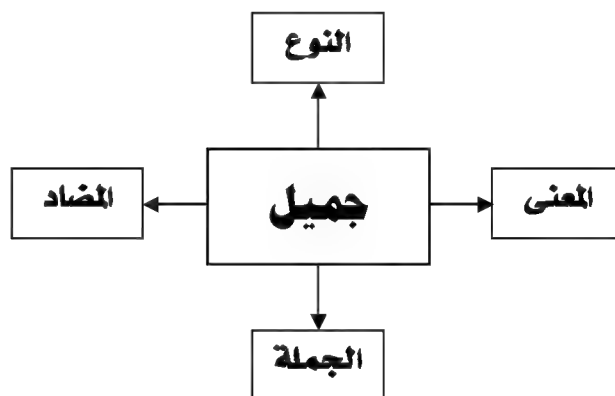 النوع
المعنى
جميل
المضاد
الجملة